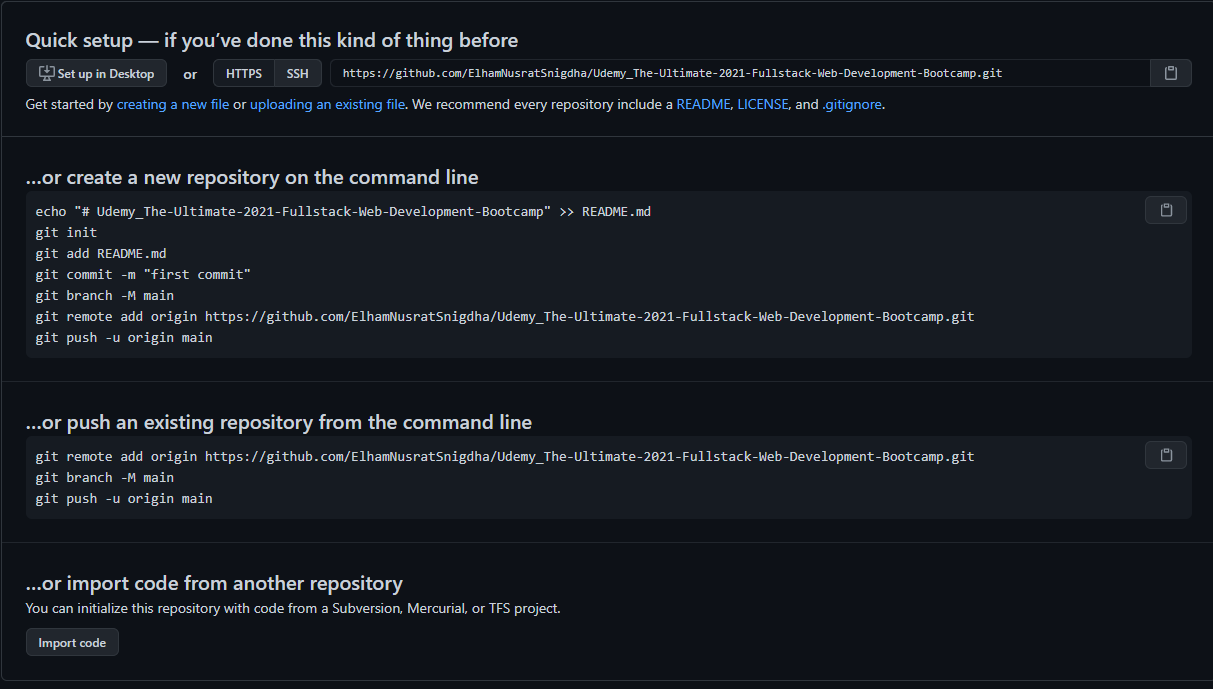 Quick setup — if you’ve done this kind of thing before
Set up in Desktop or HTTPS SSH https://github.com/ElhamNusratSnigdha/Udemy_The-Ultimate-2021-Fullstack-Web-Development-Bootcamp.git
Get started by creating a new file or uploading an existing file. We recommend every repository include a README, LICENSE, and .gitignore.
…or create a new repository on the command line
echo "# Udemy_The-Ultimate-2021-Fullstack-Web-Development-Bootcamp" >> README.md
git init
git add README.md
git commit -m "first commit"
git branch -M main
git remote add origin https://github.com/ElhamNusratSnigdha/Udemy_The-Ultimate-2021-Fullstack-Web-Development-Bootcamp.git
git push -u origin main
…or push an existing repository from the command line
git remote add origin https://github.com/ElhamNusratSnigdha/Udemy_The-Ultimate-2021-Fullstack-Web-Development-Bootcamp.git
git branch -M main
git push -u origin main
…or import code from another repository
You can initialize this repository with code from a Subversion, Mercurial, or TFS project.
Import code